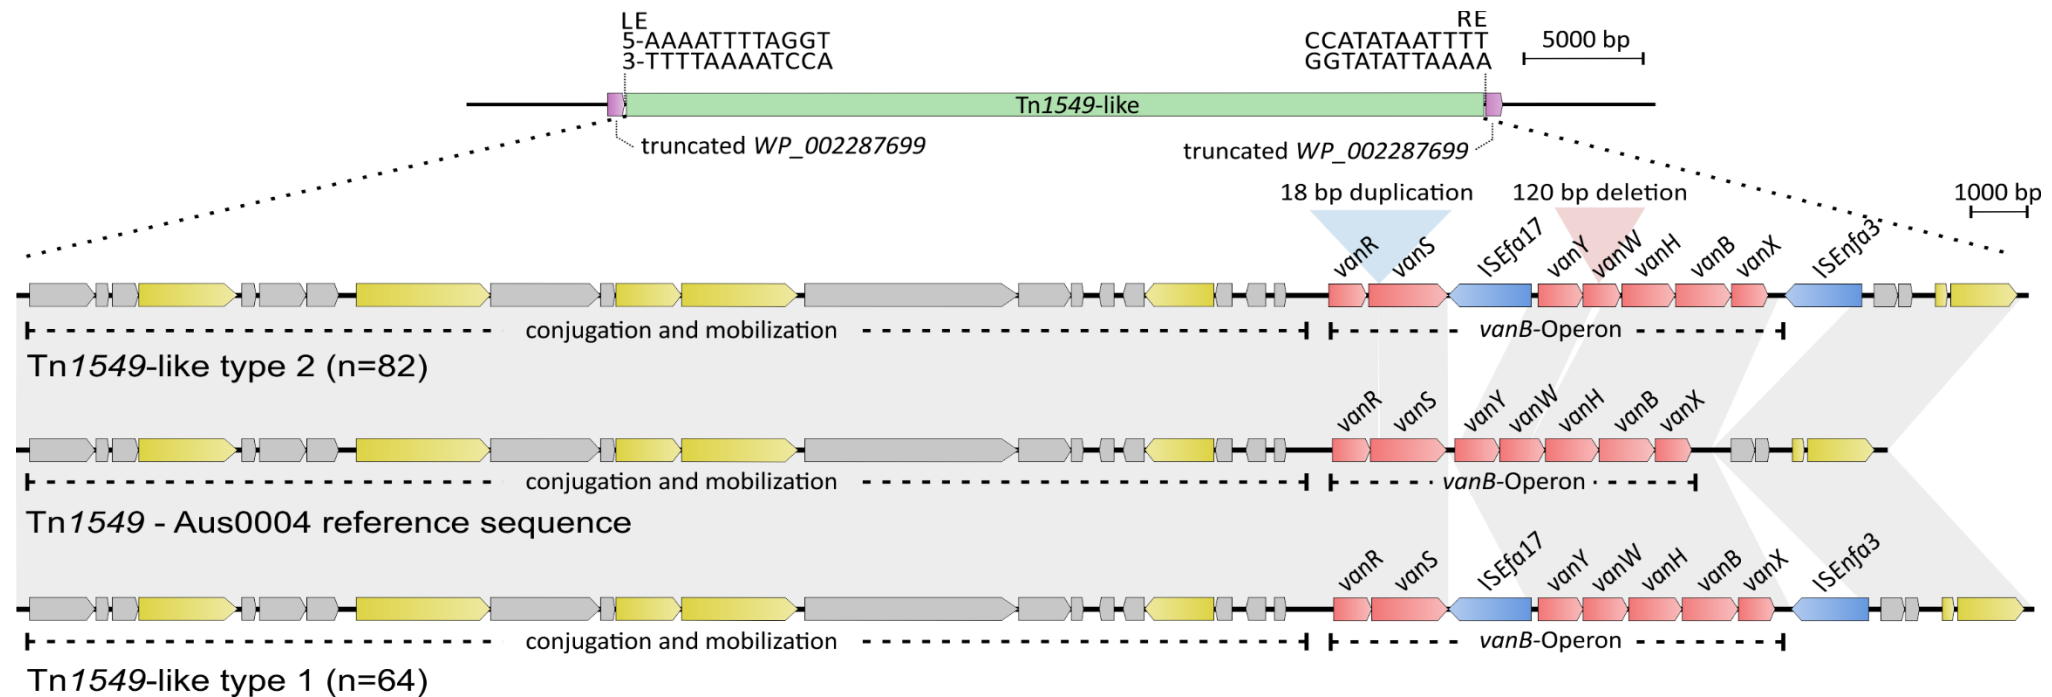 LE
5-AAAATTTTAGGT
3-TTTTAAAATCCA
RE
CCATATAATTTT
GGTATATTAAAA
5000 bp
Tn1549-like
truncated WP_002287699
truncated WP_002287699
18 bp duplication
120 bp deletion
1000 bp
vanR vanS ISEfa17 vanY vanW vanH vanB vanX ISEnfa3
conjugation and mobilization
vanB-Operon
Tn1549-like type 2 (n=82)
vanR vanS vanY vanW vanH vanB vanX
conjugation and mobilization
vanB-Operon
Tn1549 - Aus0004 reference sequence
vanR vanS ISEfa17 vanY vanW vanH vanB vanX ISEnfa3
conjugation and mobilization
vanB-Operon
Tn1549-like type 1 (n=64)